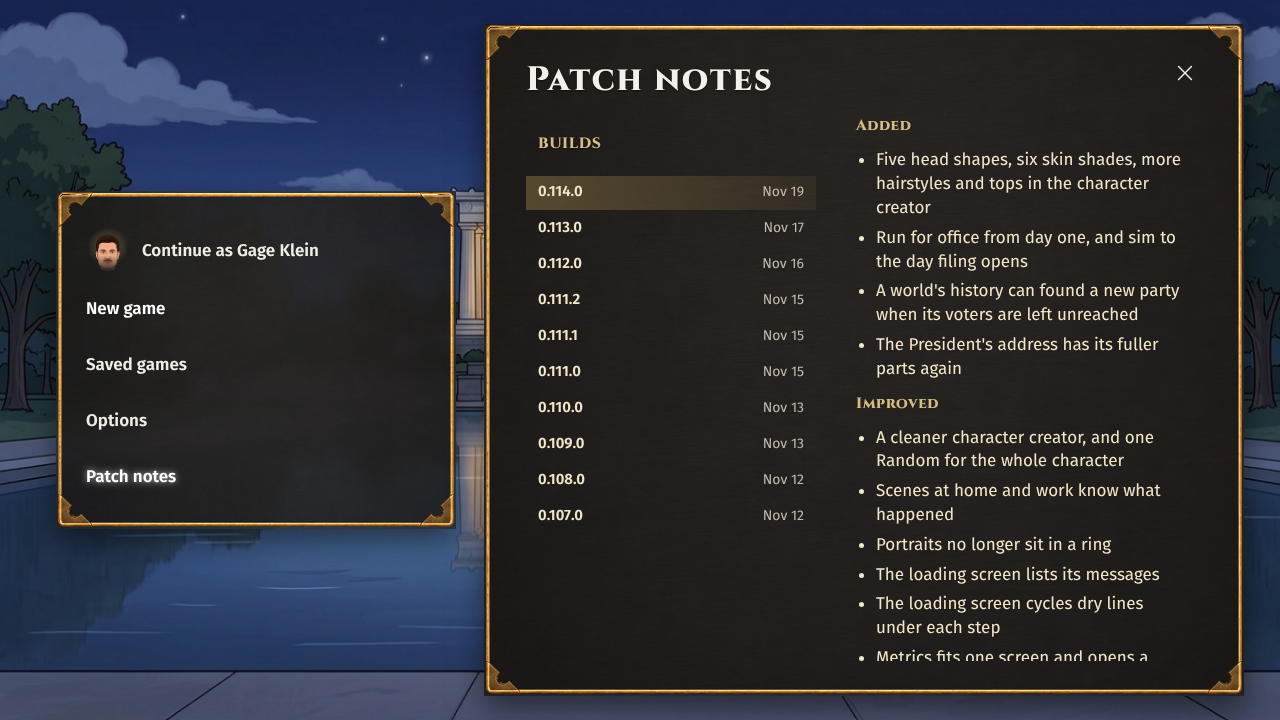 Continue as Gage Klein
New game
Saved games
Options
Patch notes
Patch notes
BUILDS
0.114.0 Nov 19
0.113.0 Nov 17
0.112.0 Nov 16
0.111.2 Nov 15
0.111.1 Nov 15
0.111.0 Nov 15
0.110.0 Nov 13
0.109.0 Nov 13
0.108.0 Nov 12
0.107.0 Nov 12
Added
• Five head shapes, six skin shades, more
hairstyles and tops in the character
creator
• Run for office from day one, and sim to
the day filing opens
• A world's history can found a new party
when its voters are left unreached
• The President's address has its fuller
parts again
Improved
• A cleaner character creator, and one
Random for the whole character
• Scenes at home and work know what
happened
• Portraits no longer sit in a ring
• The loading screen lists its messages
• The loading screen cycles dry lines
under each step
• Metrics fits one screen and opens a